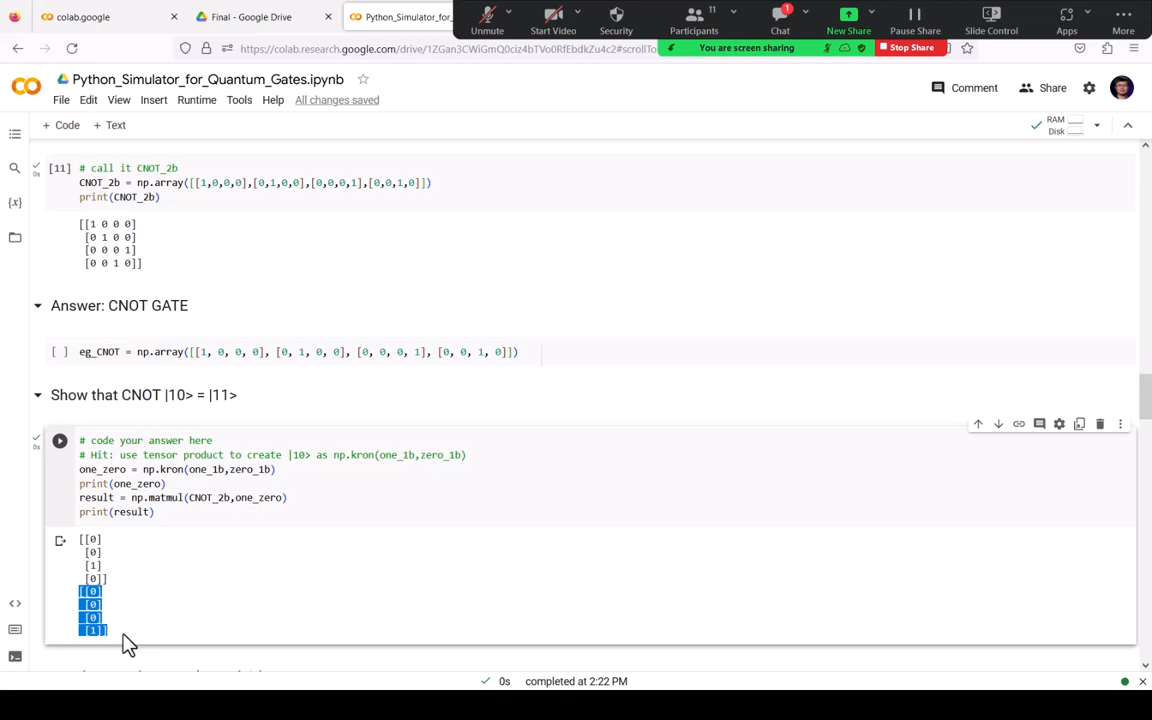 colab.google
Final - Google Drive
Python_Simulator_for_
Unmute
Start Video
Security
11
Participants
1
Chat
New Share
Pause Share
Slide Control
Apps
More
https://colab.research.google.com/drive/1ZGan3CWiGmQ0ciz4bTVo0RfEbdkZu4c2#scrollTo
You are screen sharing
Stop Share
Python_Simulator_for_Quantum_Gates.ipynb
File Edit View Insert Runtime Tools Help All changes saved
Comment
Share
+ Code + Text
RAM
Disk
[11] # call it CNOT_2b
0s
CNOT_2b = np.array([[1,0,0,0],[0,1,0,0],[0,0,0,1],[0,0,1,0]])
print(CNOT_2b)
[[1 0 0 0]
[0 1 0 0]
[0 0 0 1]
[0 0 1 0]]
{x}
Answer: CNOT GATE
[ ] eg_CNOT = np.array([[1, 0, 0, 0], [0, 1, 0, 0], [0, 0, 0, 1], [0, 0, 1, 0]])
Show that CNOT |10> = |11>
0s
# code your answer here
# Hit: use tensor product to create |10> as np.kron(one_1b,zero_1b)
one_zero = np.kron(one_1b,zero_1b)
print(one_zero)
result = np.matmul(CNOT_2b,one_zero)
print(result)
[[0]
[0]
[1]
[0]]
[[0]
[0]
[0]
[1]]
<>
0s completed at 2:22 PM